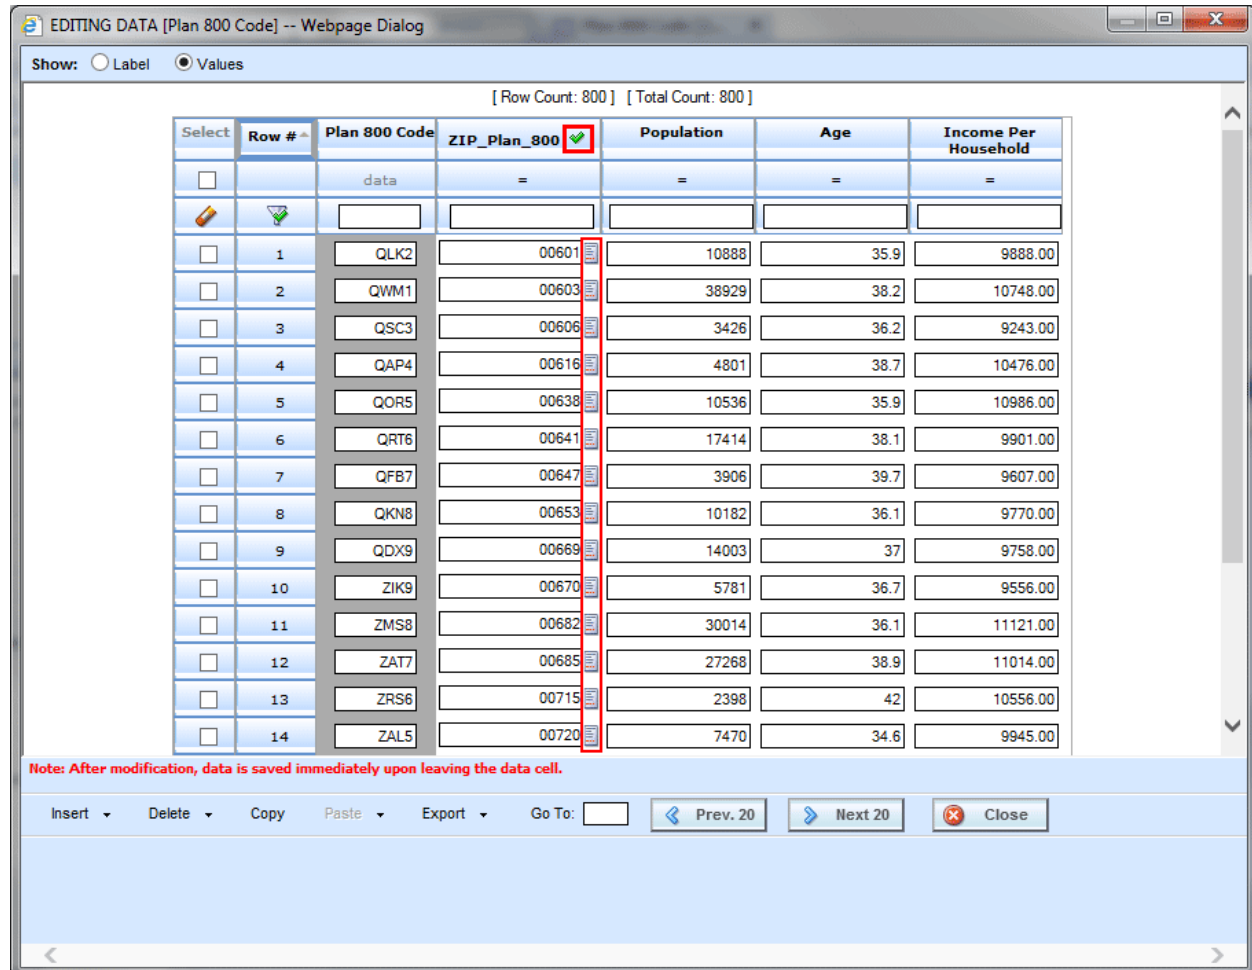 EDITING DATA [Plan 800 Code] -- Webpage Dialog
Show: Label Values
[ Row Count: 800 ] [ Total Count: 800 ]
Select Row # Plan 800 Code ZIP_Plan_800 Population Age Income Per
Household
data = = = =
1 QLK2 00601 10888 35.9 9888.00
2 QWM1 00603 38929 38.2 10748.00
3 QSC3 00606 3426 36.2 9243.00
4 QAP4 00616 4801 38.7 10476.00
5 QOR5 00638 10536 35.9 10986.00
6 QRT6 00641 17414 38.1 9901.00
7 QFB7 00647 3906 39.7 9607.00
8 QKN8 00653 10182 36.1 9770.00
9 QDX9 00669 14003 37 9758.00
10 ZIK9 00670 5781 36.7 9556.00
11 ZMS8 00682 30014 36.1 11121.00
12 ZAT7 00685 27268 38.9 11014.00
13 ZRS6 00715 2398 42 10556.00
14 ZAL5 00720 7470 34.6 9945.00
Note: After modification, data is saved immediately upon leaving the data cell.
Insert Delete Copy Paste Export Go To: Prev. 20 Next 20 Close